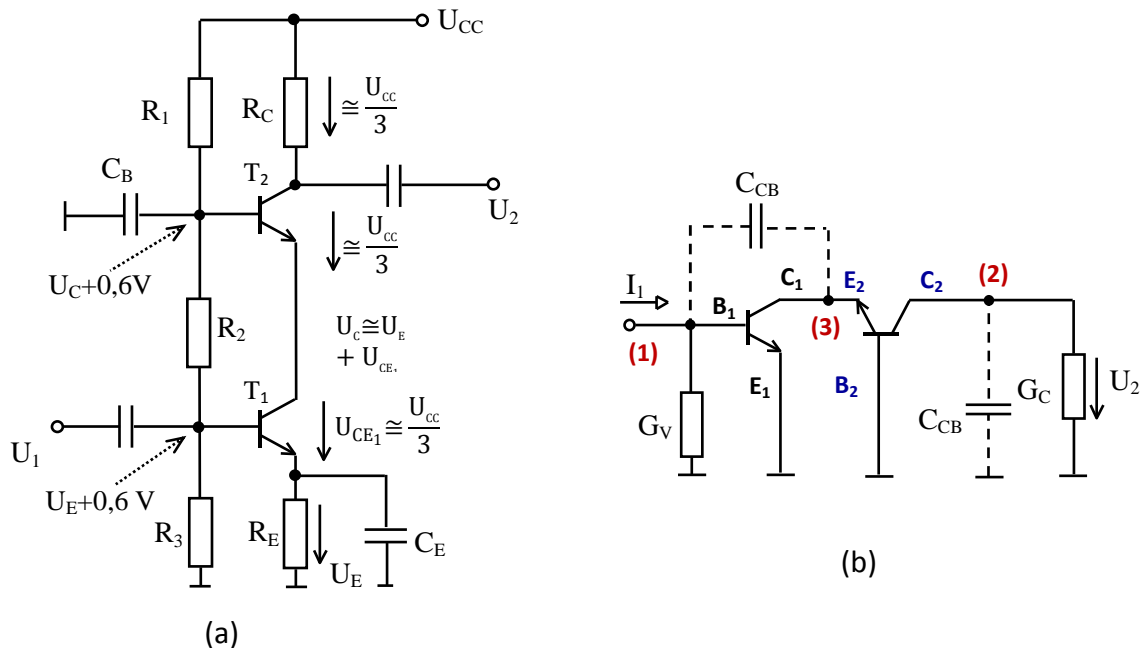 U_CC
R_1
R_C
≅ U_CC/3
C_B
T_2
U_2
≅ U_CC/3
U_C+0,6V
R_2
U_C≅U_E
+ U_CE,
T_1
U_1
U_CE_1≅ U_CC/3
U_E+0,6 V
R_3
R_E
U_E
C_E
(a)
C_CB
I_1
C_1
E_2
C_2
(2)
B_1
(3)
(1)
E_1
B_2
G_V
C_CB
G_C
U_2
(b)